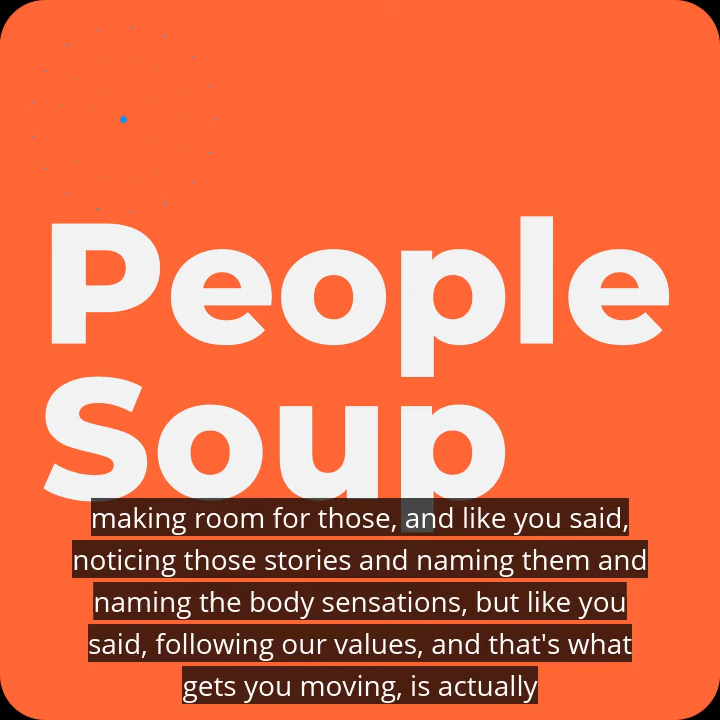 People
Soup
making room for those, and like you said,
noticing those stories and naming them and
naming the body sensations, but like you
said, following our values, and that's what
gets you moving, is actually